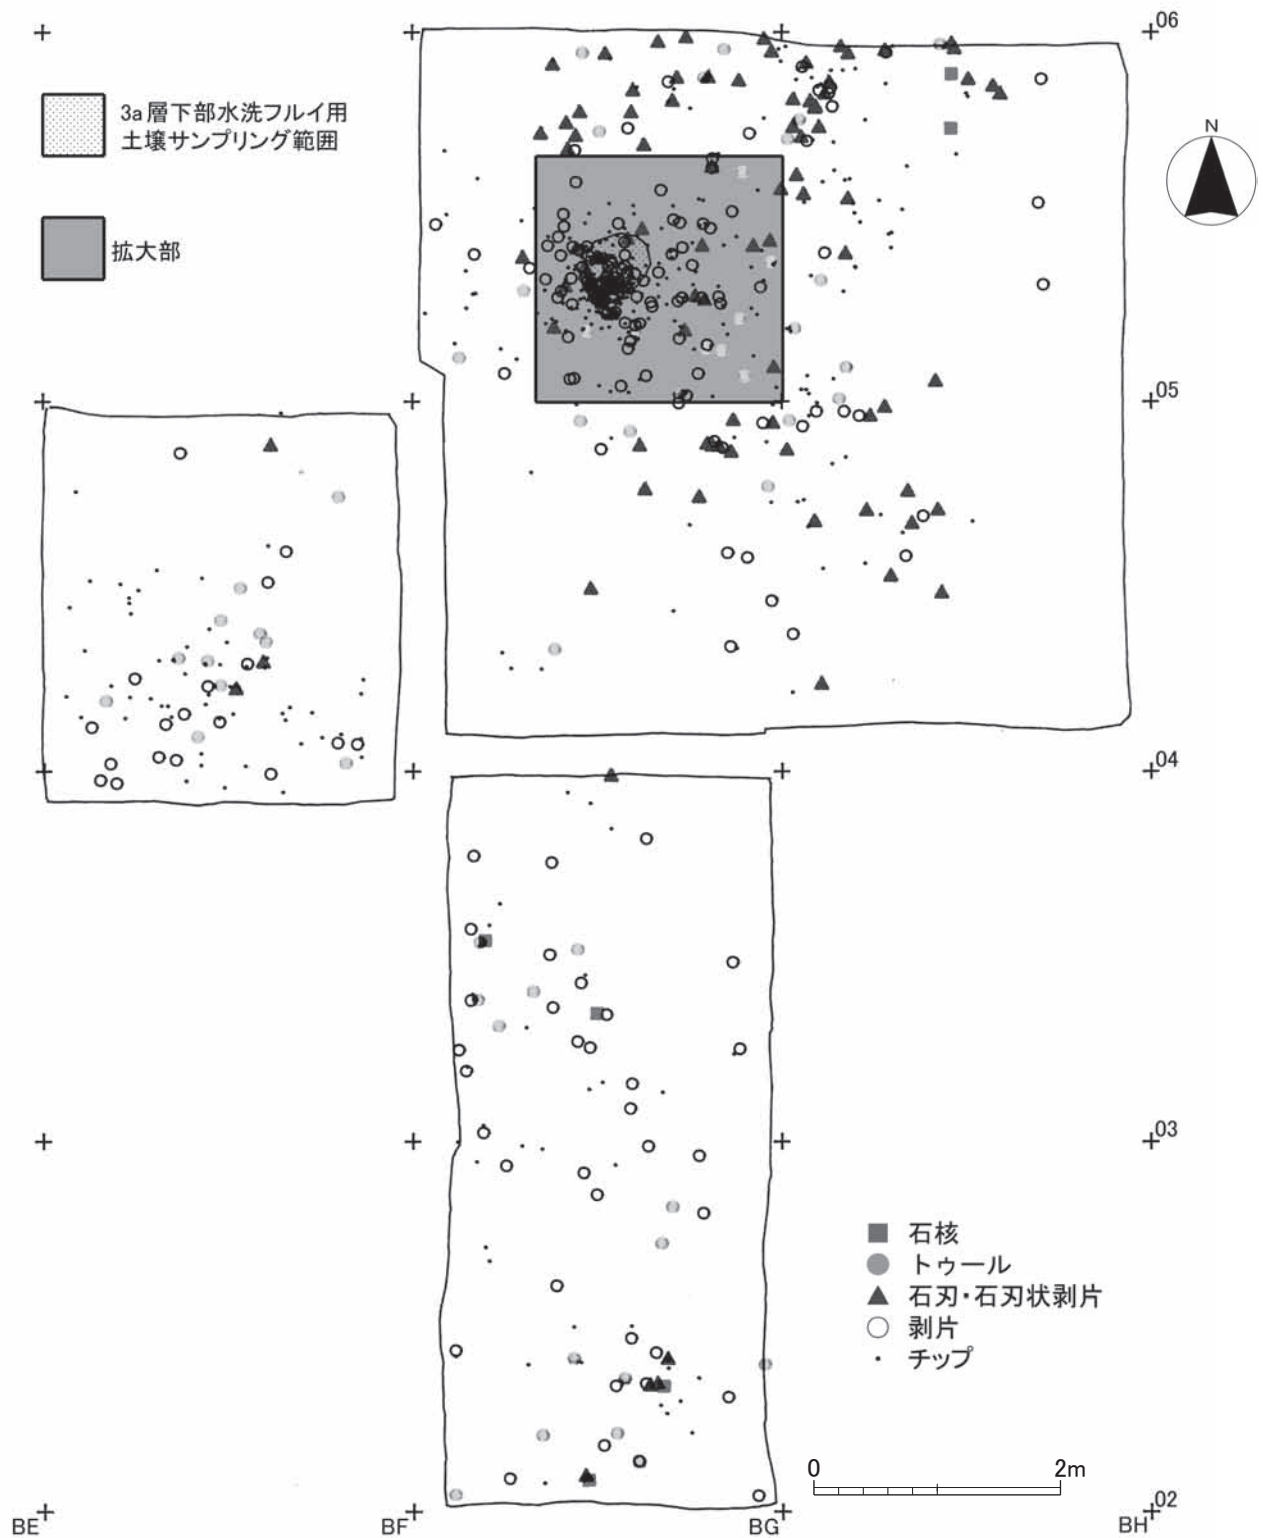 06
3a層下部水洗フルイ用
土壌サンプリング範囲
N
拡大部
05
04
03
石核
トゥール
石刃・石刃状剥片
剥片
チップ
0 2m
02
BE BF BG BH